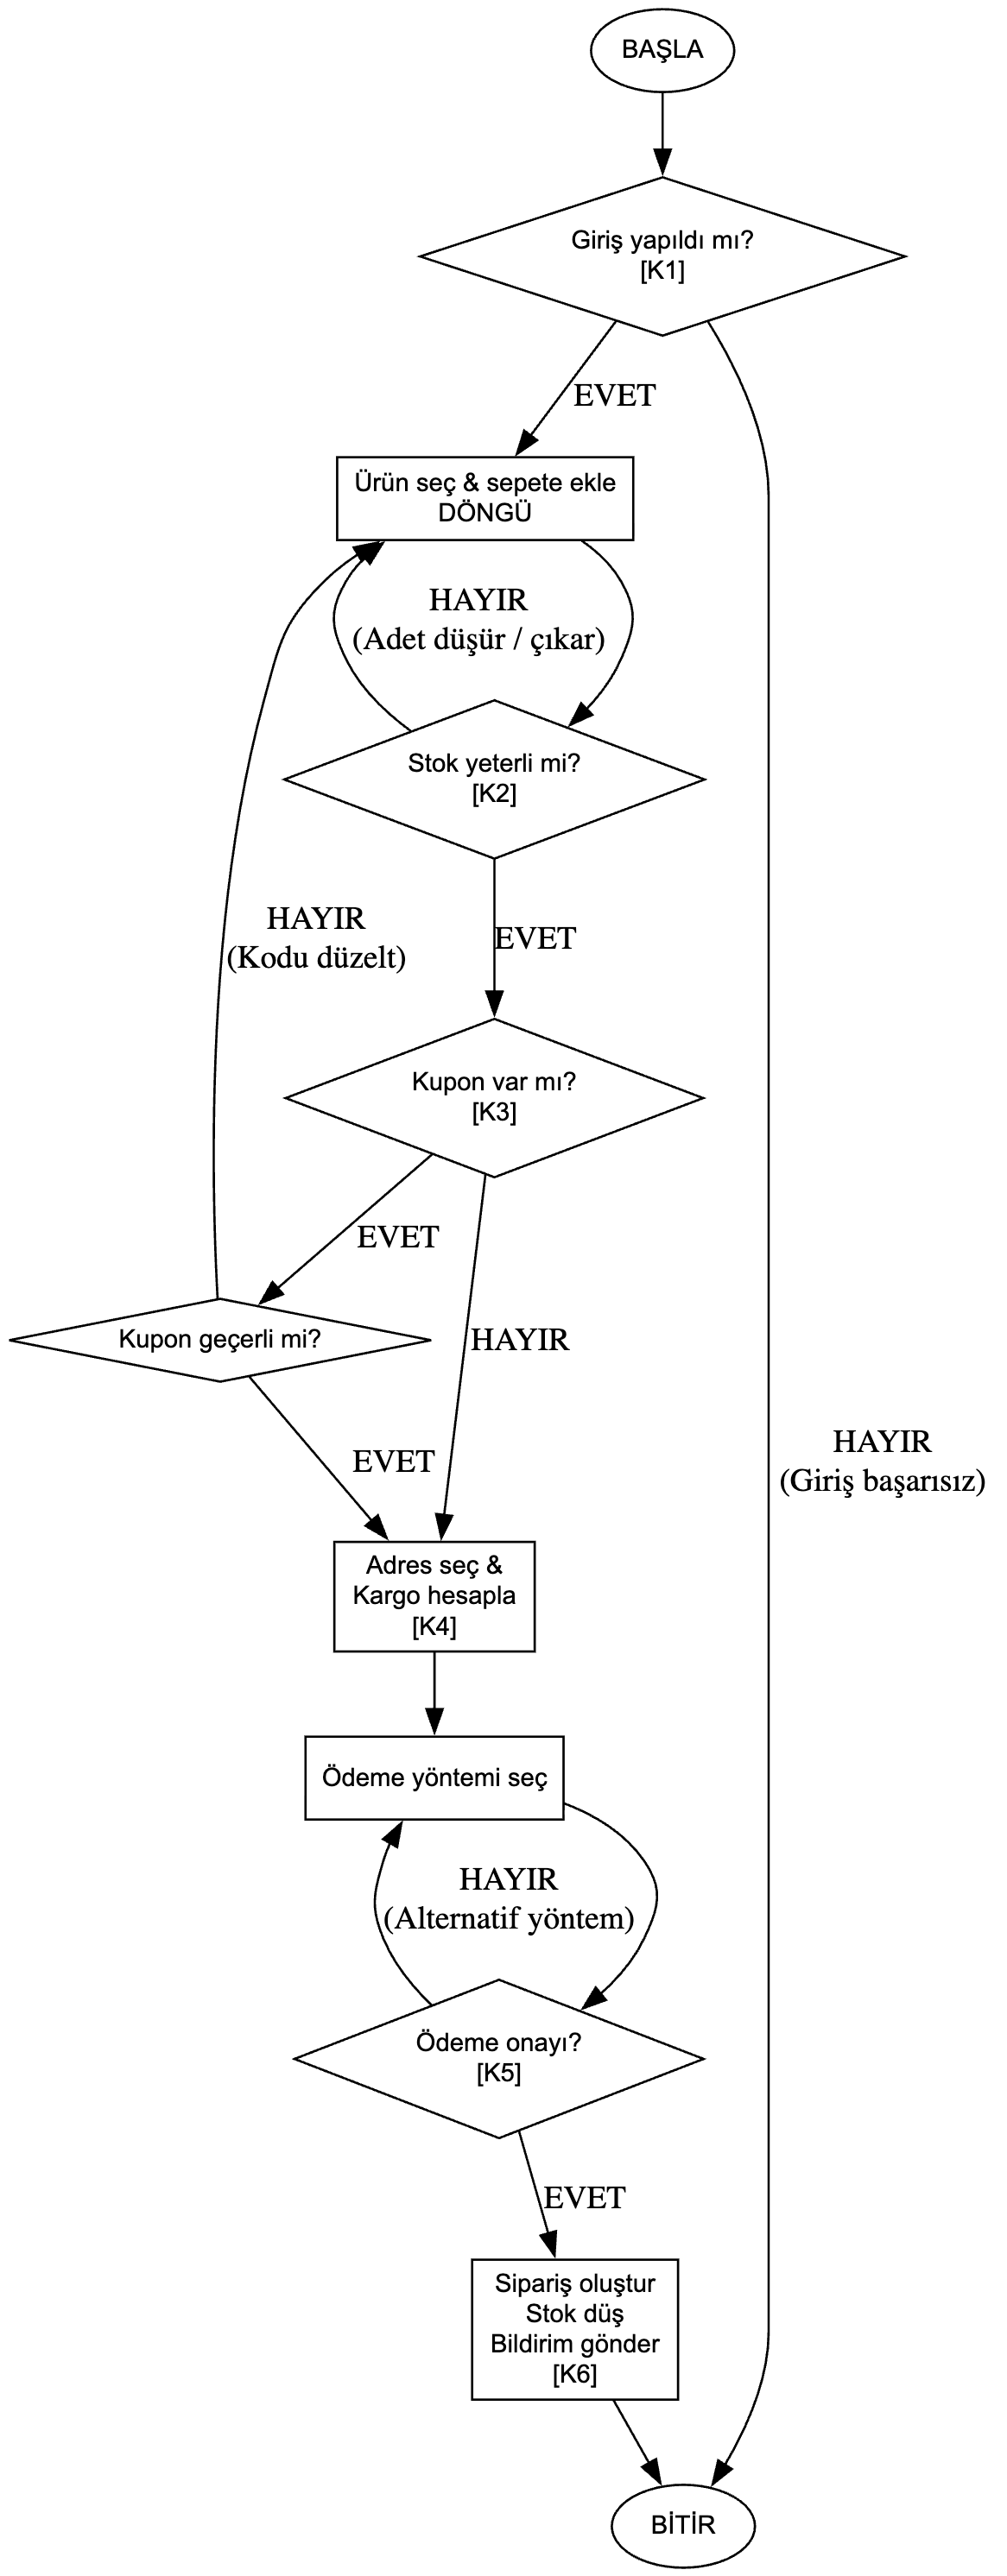 BAŞLA
Giriş yapıldı mı?
[K1]
EVET
Ürün seç & sepete ekle
DÖNGÜ
HAYIR
(Adet düşür / çıkar)
Stok yeterli mi?
[K2]
HAYIR
(Kodu düzelt)
EVET
Kupon var mı?
[K3]
EVET
Kupon geçerli mi?
HAYIR
EVET
HAYIR
(Giriş başarısız)
Adres seç &
Kargo hesapla
[K4]
Ödeme yöntemi seç
HAYIR
(Alternatif yöntem)
Ödeme onayı?
[K5]
EVET
Sipariş oluştur
Stok düş
Bildirim gönder
[K6]
BİTİR